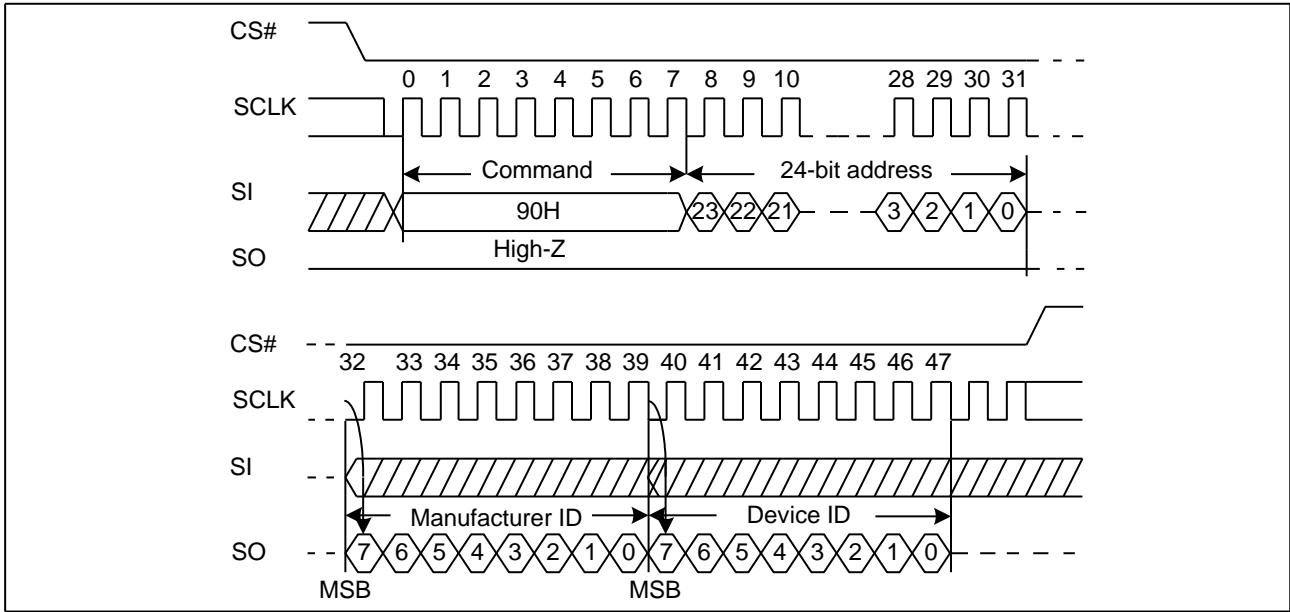 CS#
0 1 2 3 4 5 6 7 8 9 10 28 29 30 31
SCLK
Command 24-bit address
SI
90H 23 22 21 3 2 1 0
High-Z
SO
CS#
32 33 34 35 36 37 38 39 40 41 42 43 44 45 46 47
SCLK
SI
Manufacturer ID Device ID
SO 7 6 5 4 3 2 1 0 7 6 5 4 3 2 1 0
MSB MSB